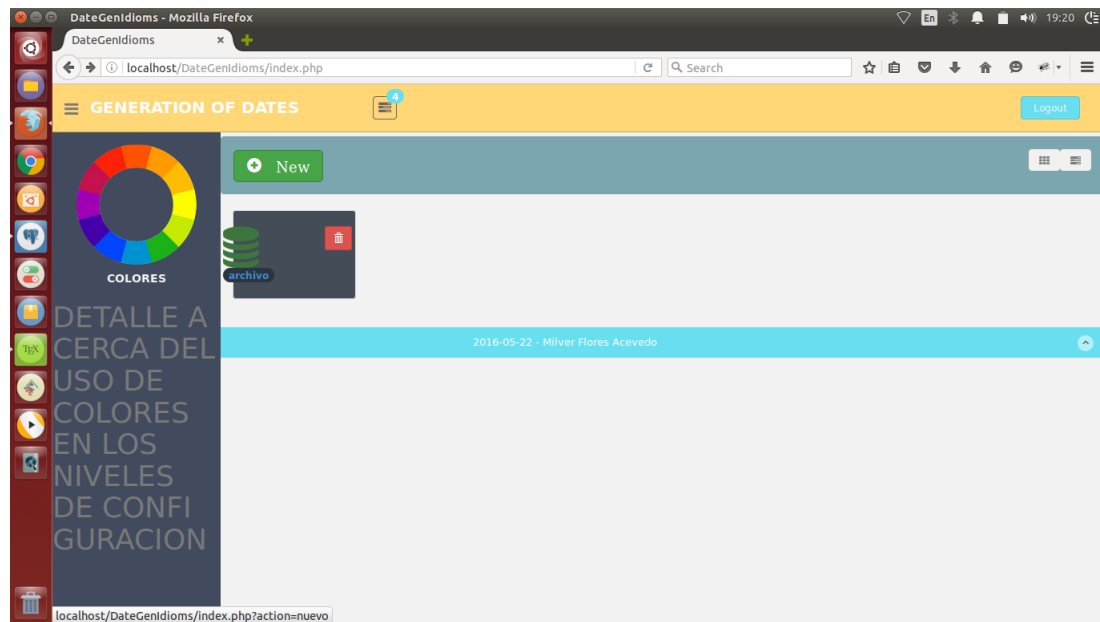 DateGenIdioms - Mozilla Firefox
En
19:20
DateGenIdioms
localhost/DateGenIdioms/index.php
Search
GENERATION OF DATES
4
Logout
New
COLORES
archivo
DETALLE A
CERCA DEL
USO DE
COLORES
EN LOS
NIVELES
DE CONFI
GURACION
2016-05-22 - Milver Flores Acevedo
TEX
localhost/DateGenIdioms/index.php?action=nuevo